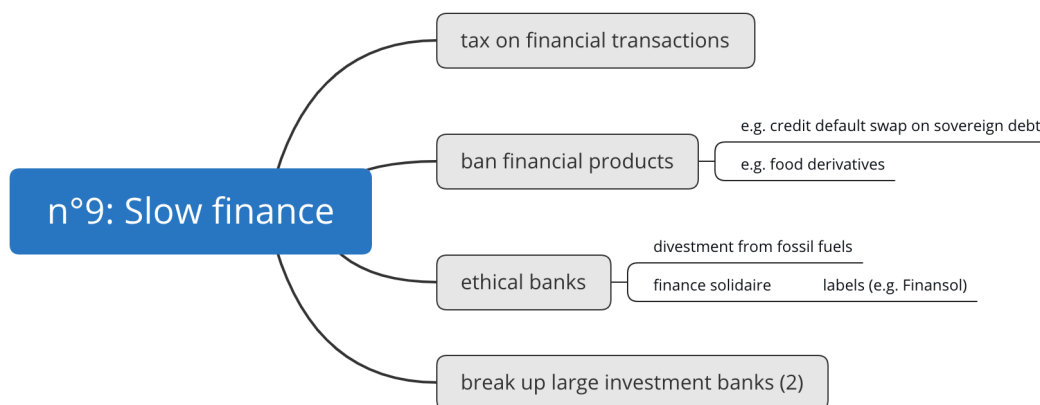 n°9: Slow finance
tax on financial transactions
ban financial products
e.g. credit default swap on sovereign debt
e.g. food derivatives
ethical banks
divestment from fossil fuels
finance solidaire labels (e.g. Finansol)
break up large investment banks (2)